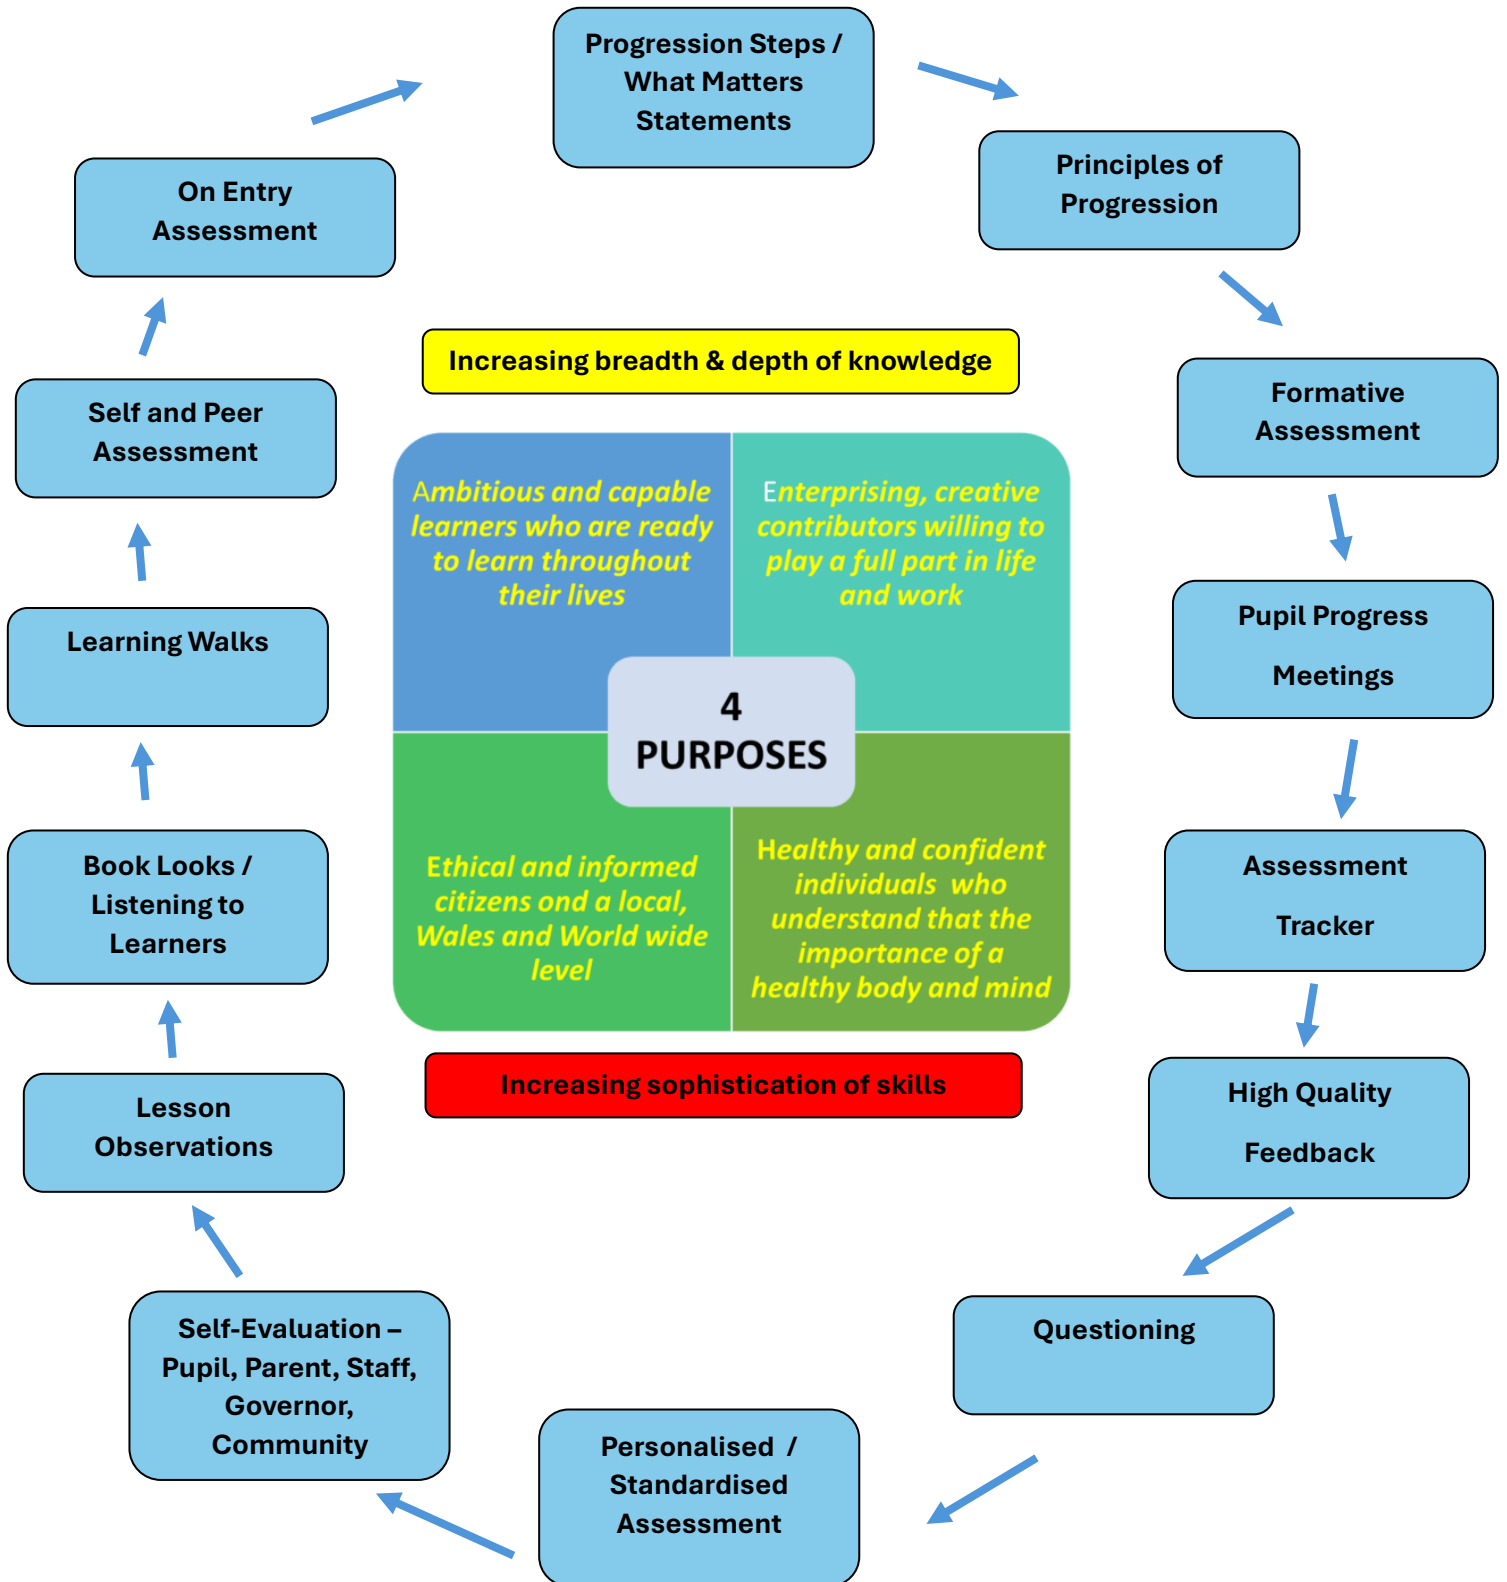 Progression Steps /
What Matters
Statements
Principles of
Progression
On Entry
Assessment
Increasing breadth & depth of knowledge
Formative
Assessment
Self and Peer
Assessment
Ambitious and capable
learners who are ready
to learn throughout
their lives
Enterprising, creative
contributors willing to
play a full part in life
and work
Pupil Progress
Meetings
Learning Walks
4
PURPOSES
Assessment
Tracker
Book Looks /
Listening to
Learners
Ethical and informed
citizens ond a local,
Wales and World wide
level
Healthy and confident
individuals who
understand that the
importance of a
healthy body and mind
Increasing sophistication of skills
High Quality
Feedback
Lesson
Observations
Questioning
Self-Evaluation –
Pupil, Parent, Staff,
Governor,
Community
Personalised /
Standardised
Assessment